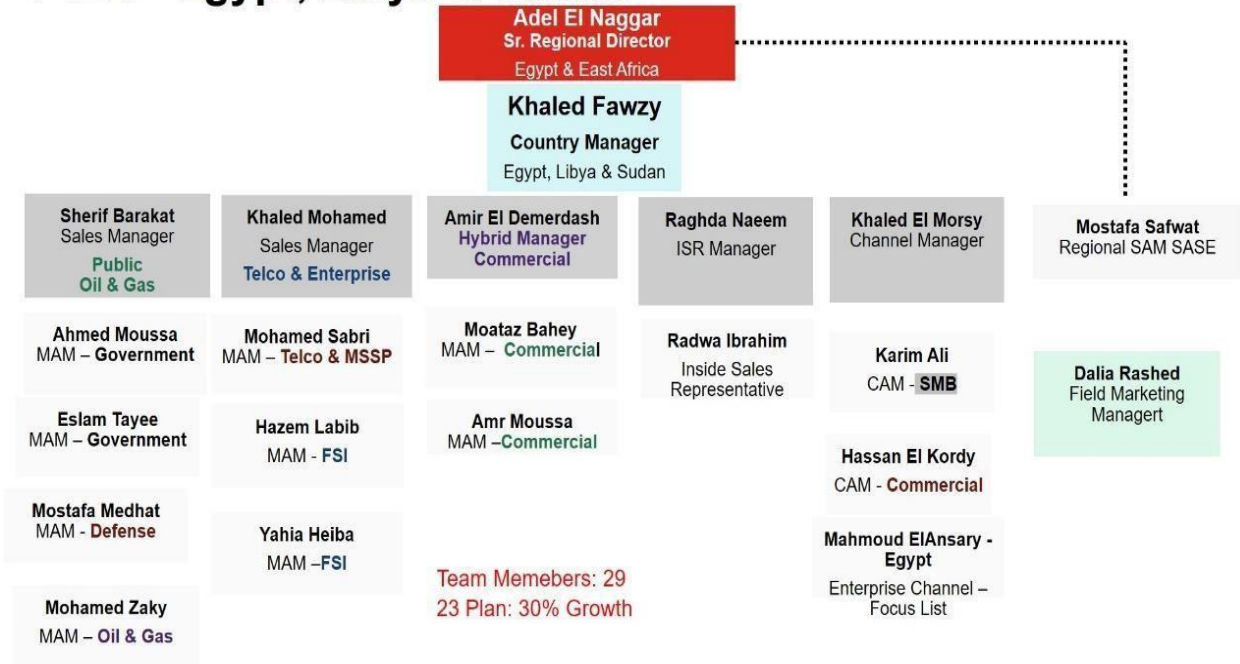 Adel El Naggar
Sr. Regional Director
Egypt & East Africa
Khaled Fawzy
Country Manager
Egypt, Libya & Sudan
Sherif Barakat
Sales Manager
Public
Oil & Gas
Ahmed Moussa
MAM – Government
Eslam Tayee
MAM – Government
Mostafa Medhat
MAM - Defense
Mohamed Zaky
MAM – Oil & Gas
Khaled Mohamed
Sales Manager
Telco & Enterprise
Mohamed Sabri
MAM – Telco & MSSP
Hazem Labib
MAM - FSI
Yahia Heiba
MAM –FSI
Amir El Demerdash
Hybrid Manager
Commercial
Moataz Bahey
MAM – Commercial
Amr Moussa
MAM –Commercial
Team Memebers: 29
23 Plan: 30% Growth
Raghda Naeem
ISR Manager
Radwa Ibrahim
Inside Sales
Representative
Khaled El Morsy
Channel Manager
Karim Ali
CAM - SMB
Hassan El Kordy
CAM - Commercial
Mahmoud ElAnsary -
Egypt
Enterprise Channel –
Focus List
Mostafa Safwat
Regional SAM SASE
Dalia Rashed
Field Marketing
Managert